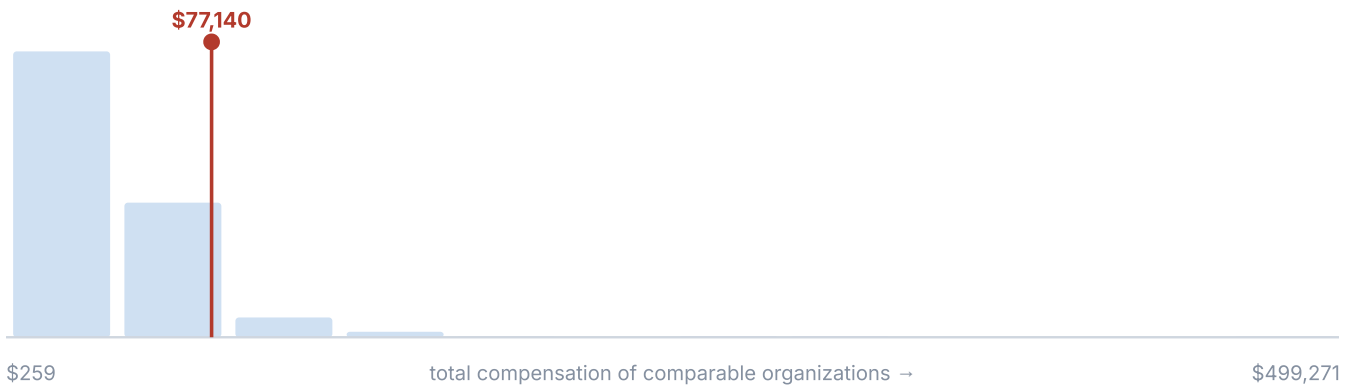 $77,140
$259
total compensation of comparable organizations →
$499,271